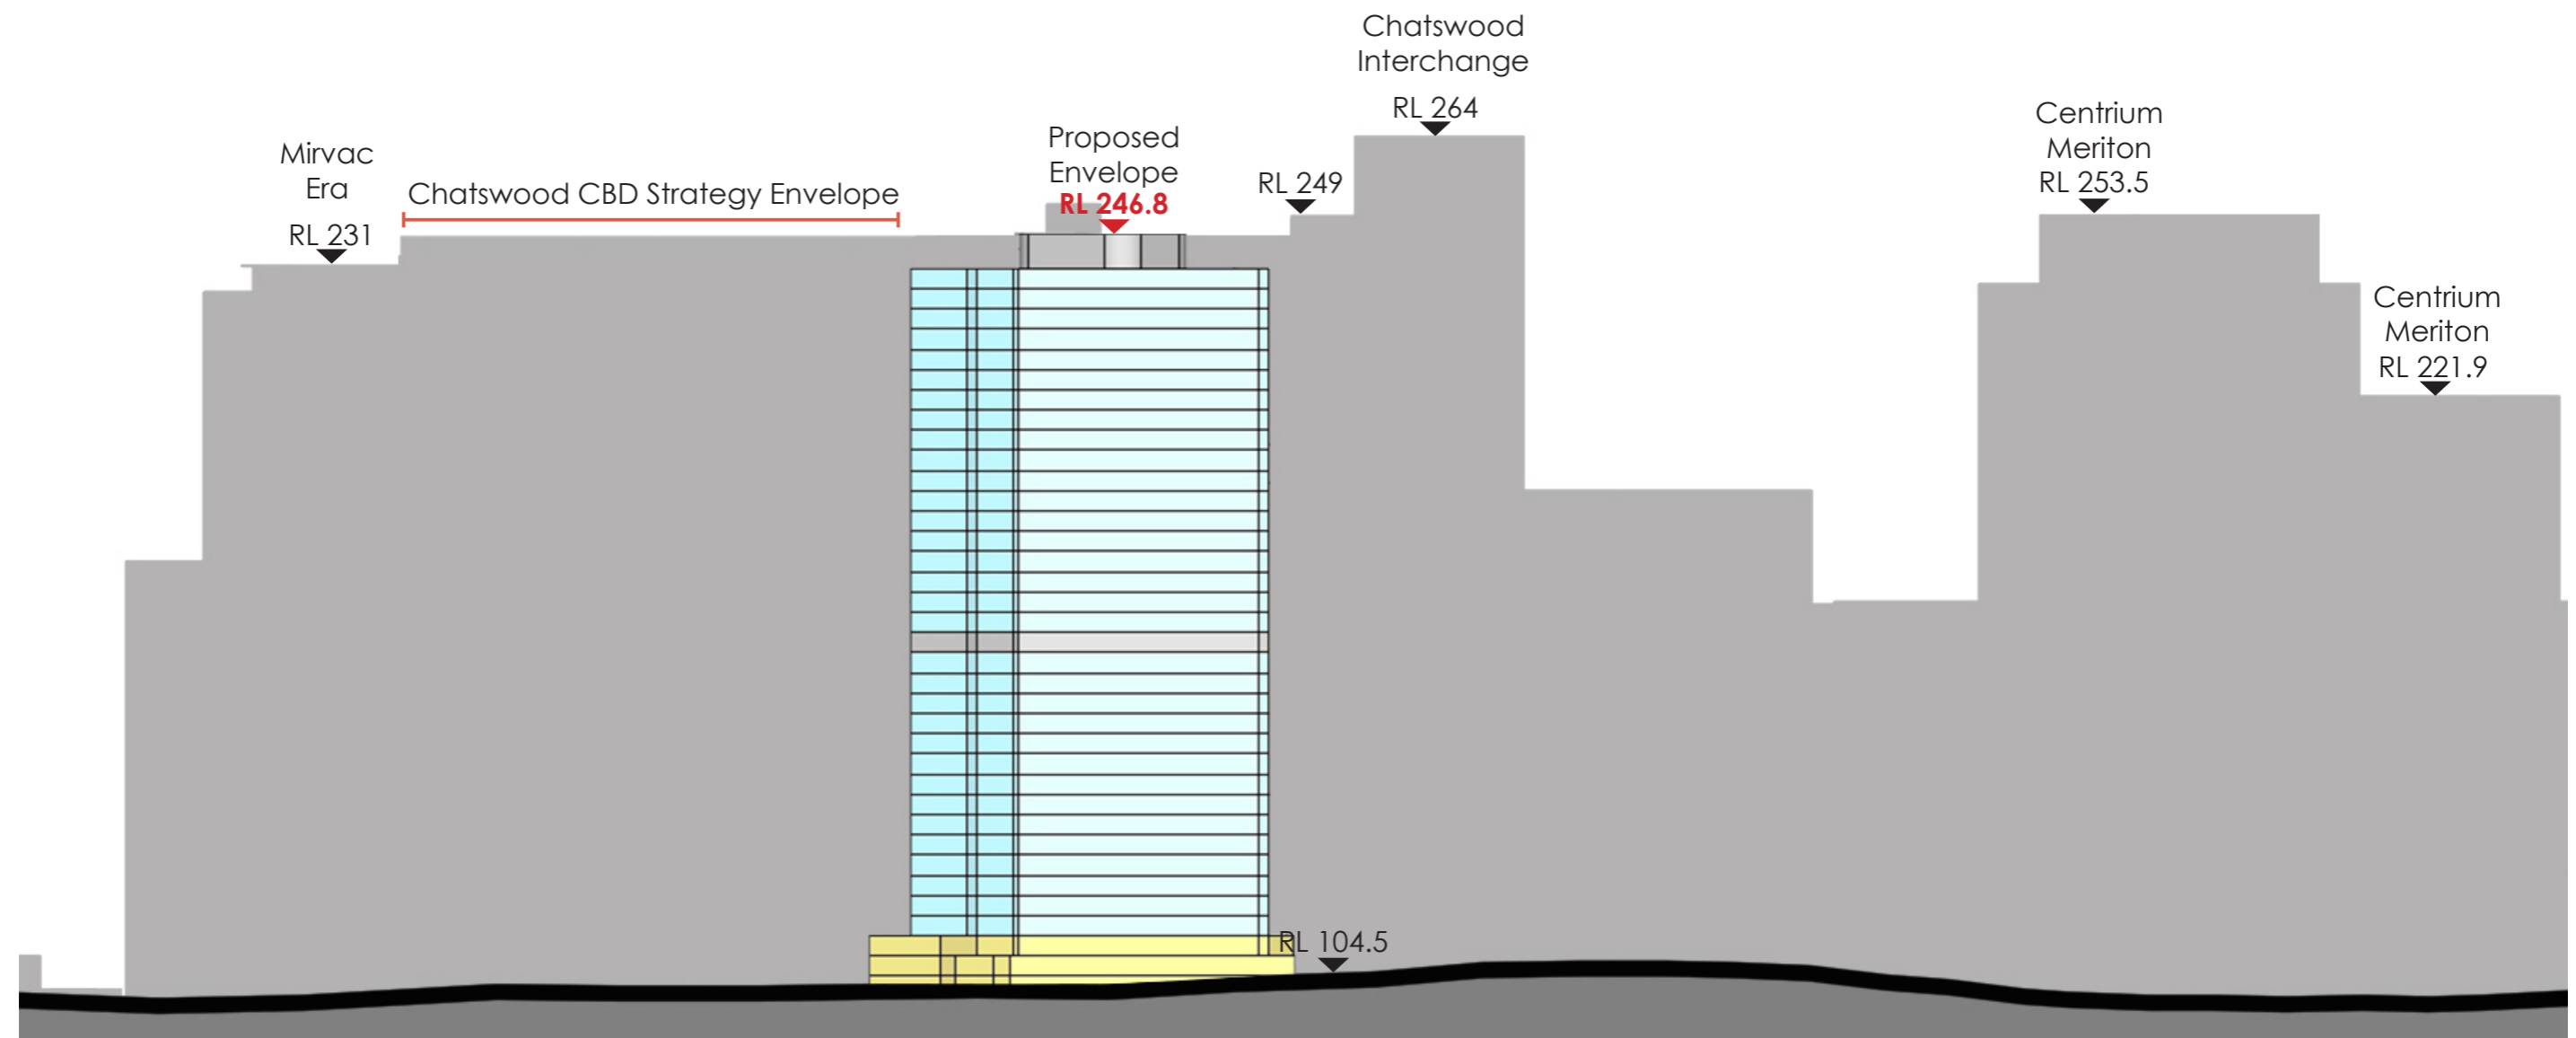 Chatswood
Interchange
RL 264
Centrium
Meriton
RL 253.5
Proposed
Envelope
RL 246.8
Mirvac
Era
RL 231
Chatswood CBD Strategy Envelope
RL 249
Centrium
Meriton
RL 221.9
RL 104.5